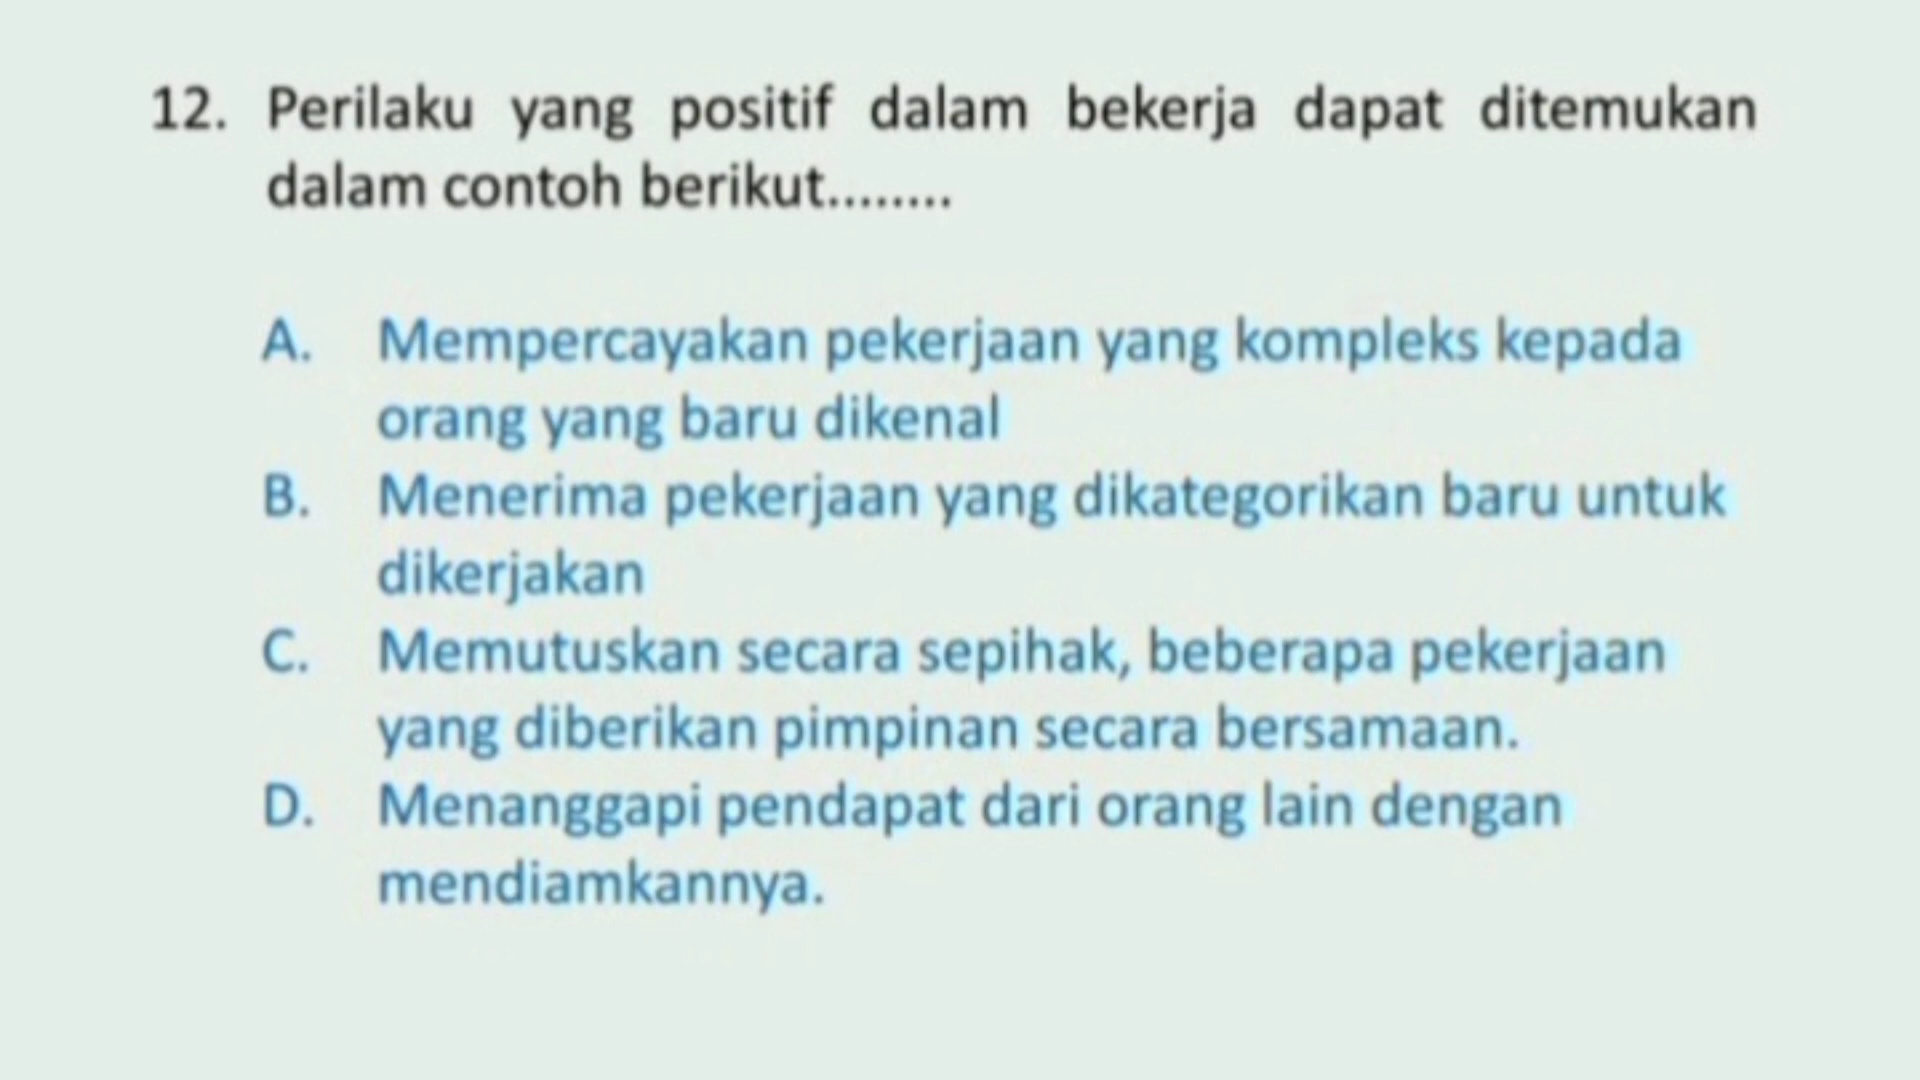 12. Perilaku yang positif dalam bekerja dapat ditemukan
dalam contoh berikut........
A. Mempercayakan pekerjaan yang kompleks kepada
orang yang baru dikenal
B. Menerima pekerjaan yang dikategorikan baru untuk
dikerjakan
C. Memutuskan secara sepihak, beberapa pekerjaan
yang diberikan pimpinan secara bersamaan.
D. Menanggapi pendapat dari orang lain dengan
mendiamkannya.